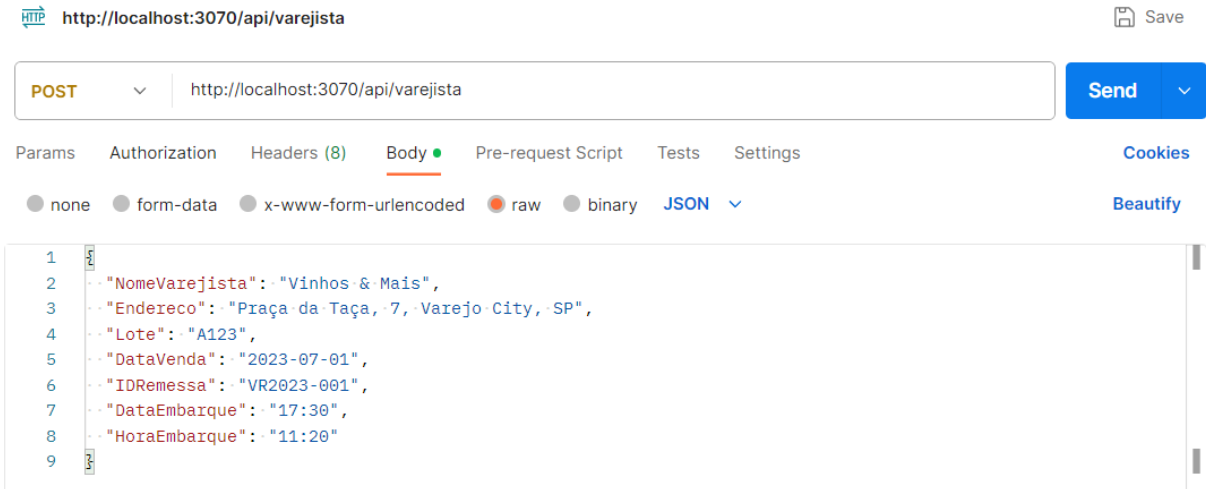 HTTP http://localhost:3070/api/varejista Save
POST http://localhost:3070/api/varejista Send
Params Authorization Headers (8) Body Pre-request Script Tests Settings Cookies
none form-data x-www-form-urlencoded raw binary JSON Beautify
1 {
2 "NomeVarejista": "Vinhos & Mais",
3 "Endereco": "Praça da Taça, 7, Varejo City, SP",
4 "Lote": "A123",
5 "DataVenda": "2023-07-01",
6 "IDRemessa": "VR2023-001",
7 "DataEmbarque": "17:30",
8 "HoraEmbarque": "11:20"
9 }